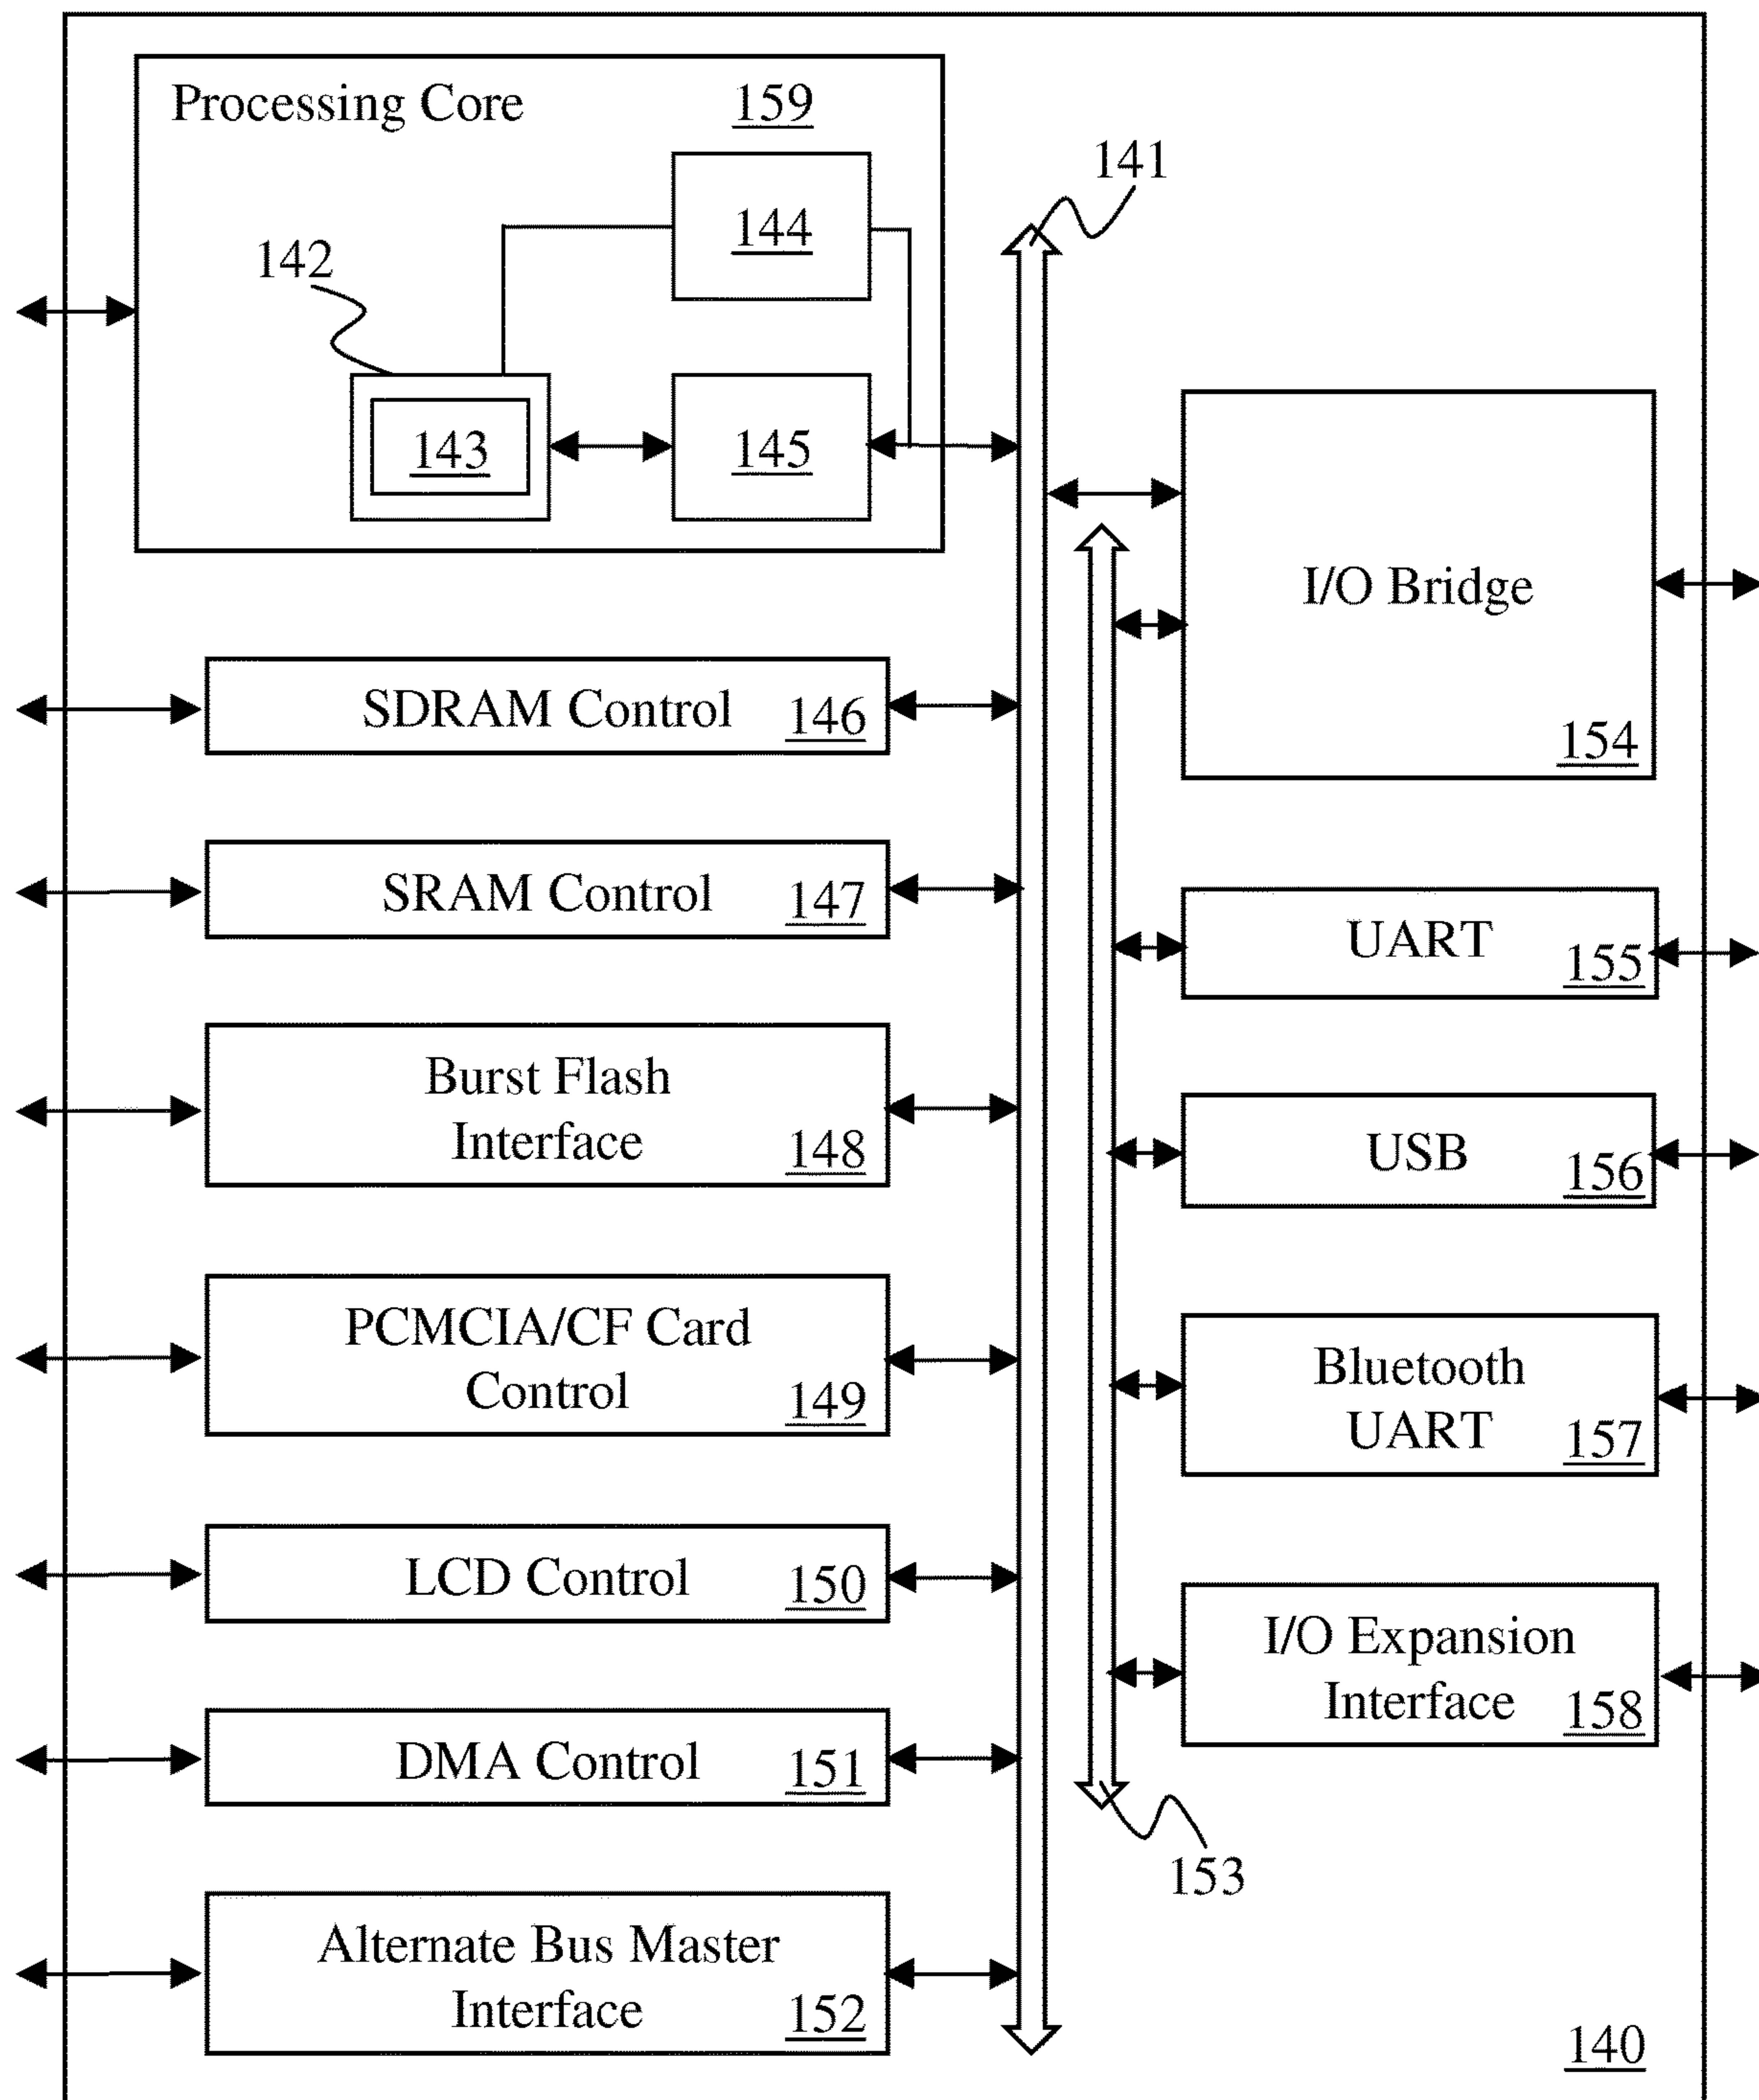 Processing Core
159
144
142
143
145
141
SDRAM Control
146
SRAM Control
147
Burst Flash
Interface
148
PCMCIA/CF Card
Control
149
LCD Control
150
DMA Control
151
Alternate Bus Master
Interface
152
I/O Bridge
154
UART
155
USB
156
Bluetooth
UART
157
I/O Expansion
Interface
158
153
140